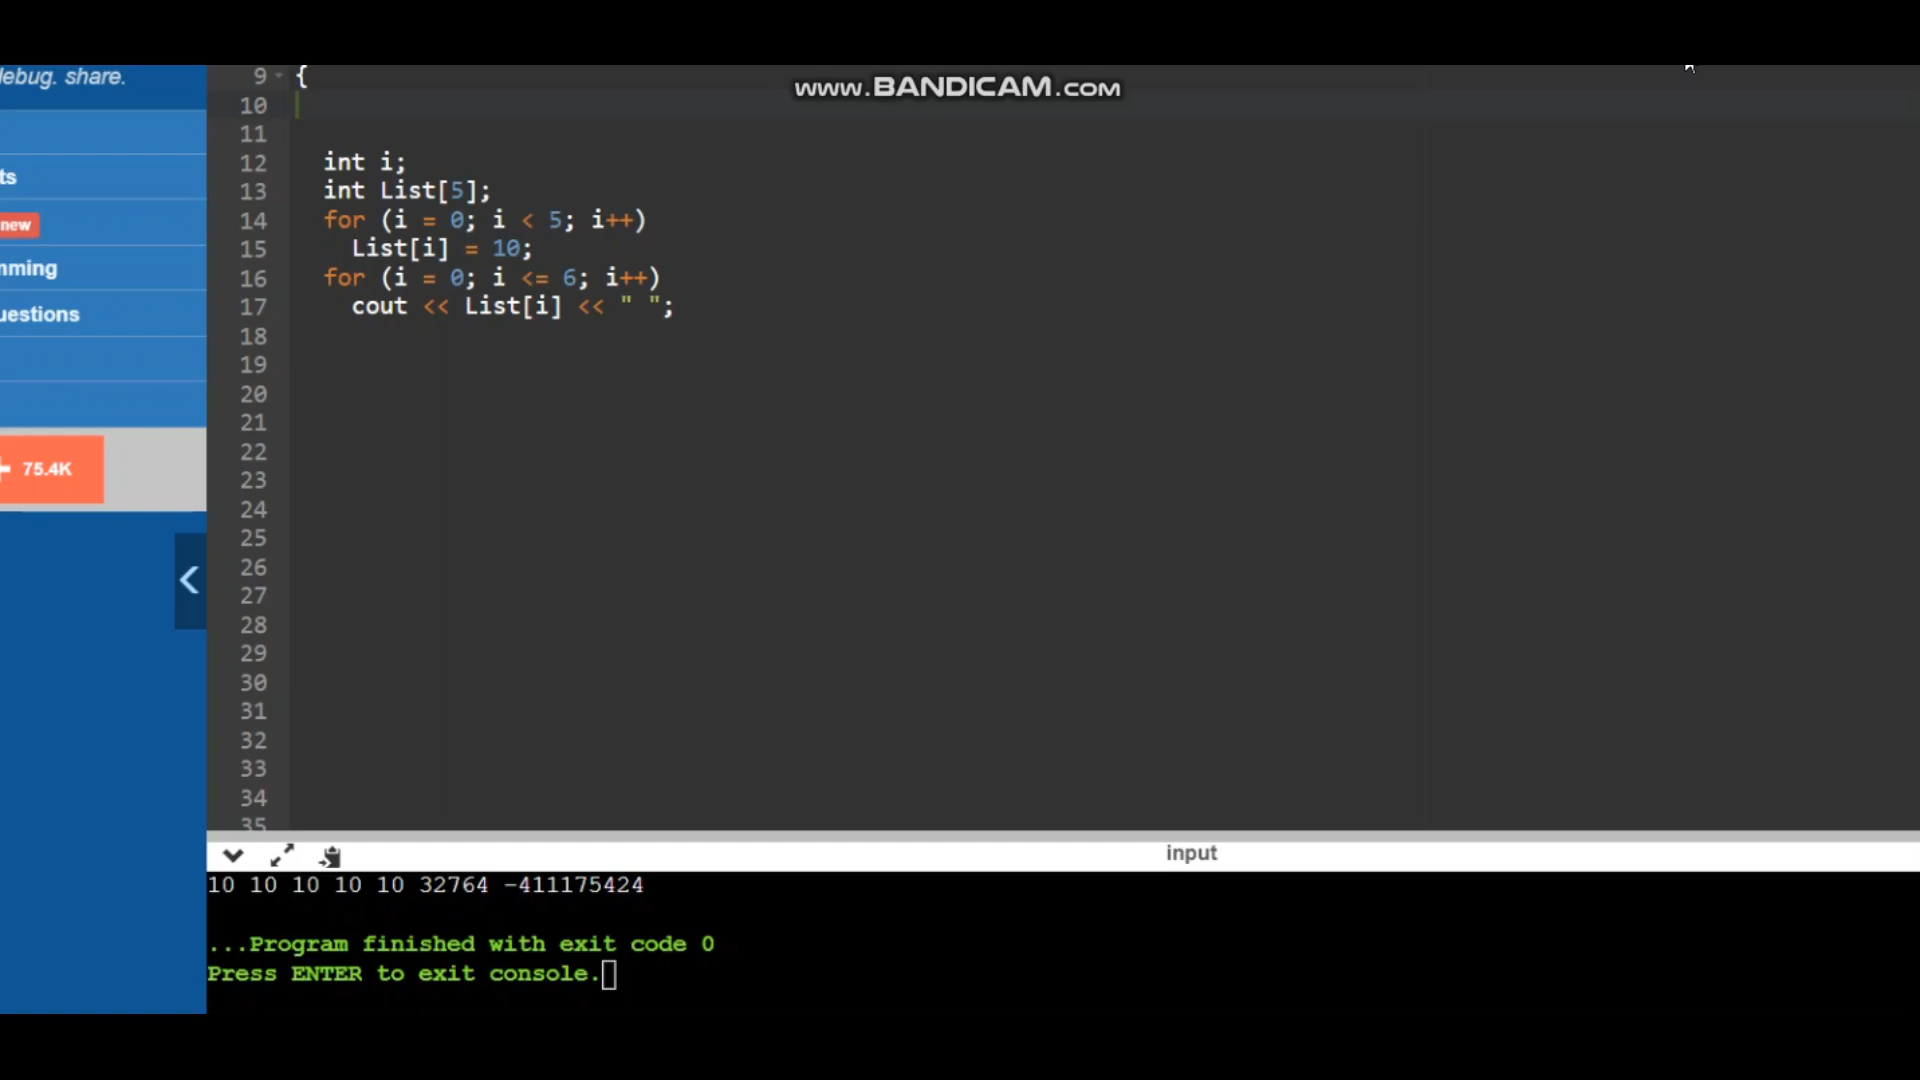 debug. share.
www.BANDICAM.COM
9 {
10
11
12 int i;
ts
13 int List[5];
new
14 for (i = 0; i < 5; i++)
15 List[i] = 10;
mming
16 for (i = 0; i <= 6; i++)
uestions
17 cout << List[i] << " ";
18
19
20
21
22
75.4K
23
24
25
26
27
28
29
30
31
32
33
34
35
input
10 10 10 10 10 32764 -411175424
...Program finished with exit code 0
Press ENTER to exit console.